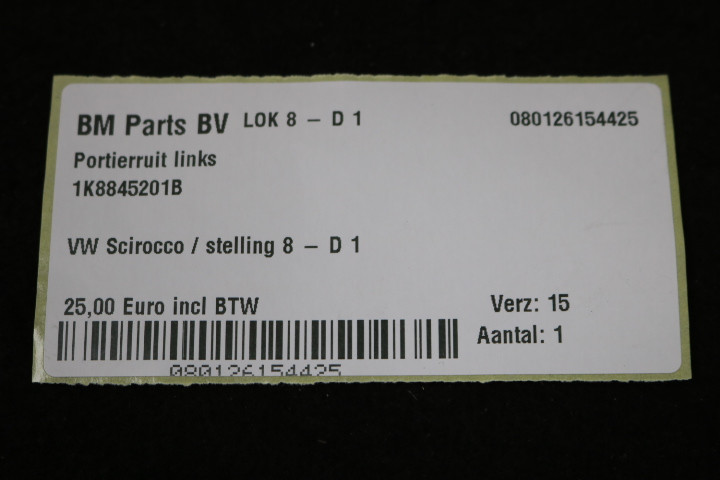 BM Parts BV LOK 8 – D 1 080126154425
Portierruit links
1K8845201B
VW Scirocco / stelling 8 – D 1
25,00 Euro incl BTW Verz: 15
Aantal: 1
080126154425